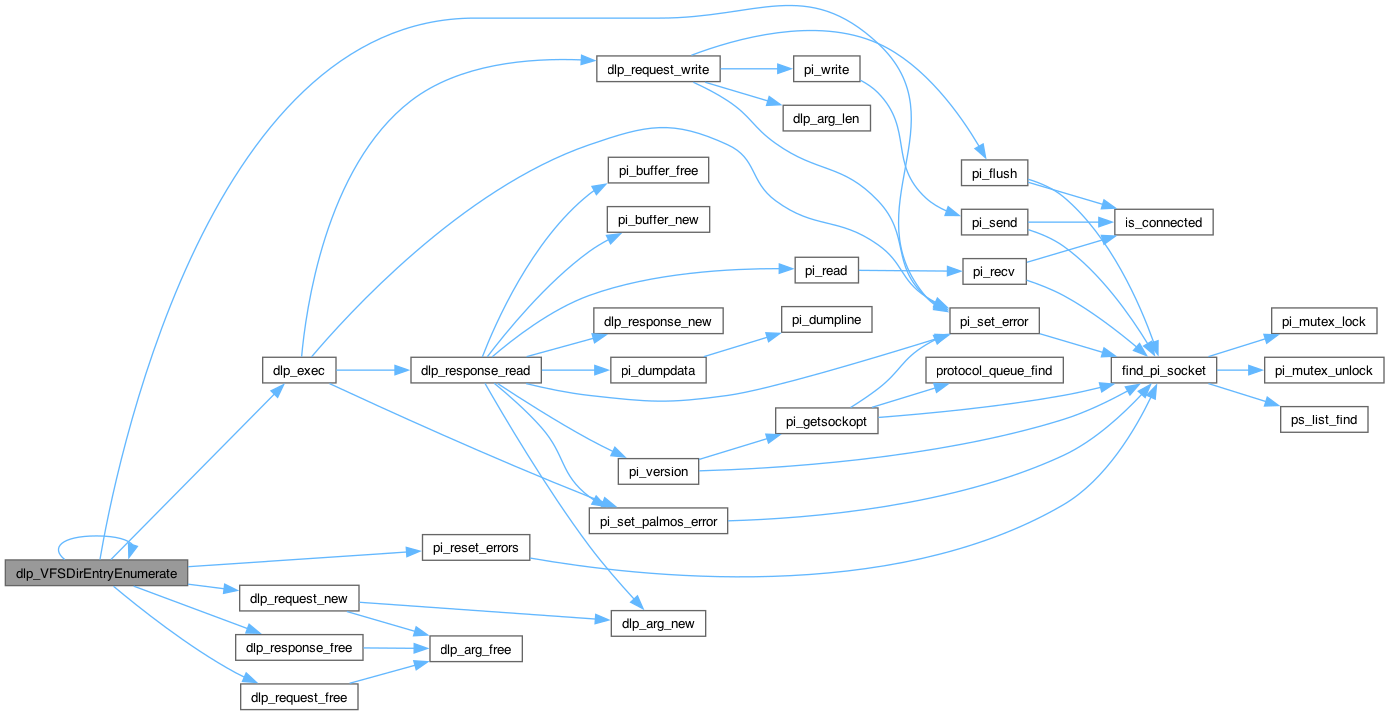 dlp_request_write
pi_write
dlp_arg_len
pi_buffer_free
pi_flush
pi_buffer_new
pi_send
is_connected
pi_read
pi_recv
dlp_response_new
pi_dumpline
pi_set_error
pi_mutex_lock
dlp_exec
dlp_response_read
pi_dumpdata
protocol_queue_find
find_pi_socket
pi_mutex_unlock
pi_getsockopt
ps_list_find
pi_version
pi_set_palmos_error
pi_reset_errors
dlp_VFSDirEntryEnumerate
dlp_request_new
dlp_arg_new
dlp_response_free
dlp_arg_free
dlp_request_free